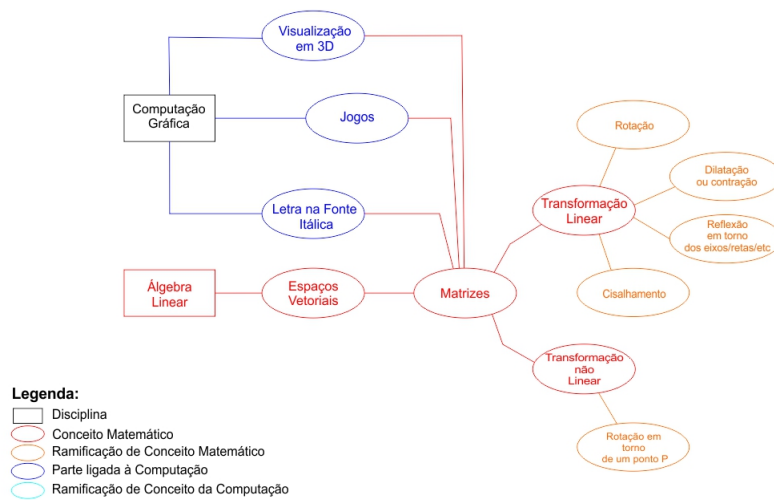 Visualização
em 3D
Computação
Gráfica
Jogos
Rotação
Dilatação
ou contração
Letra na Fonte
Itálica
Transformação
Linear
Reflexão
em torno
dos eixos/retas/etc
Álgebra
Linear
Espaços
Vetoriais
Matrizes
Cisalhamento
Transformação
não
Linear
Rotação em
torno
de um ponto P
Legenda:
Disciplina
Conceito Matemático
Ramificação de Conceito Matemático
Parte ligada à Computação
Ramificação de Conceito da Computação